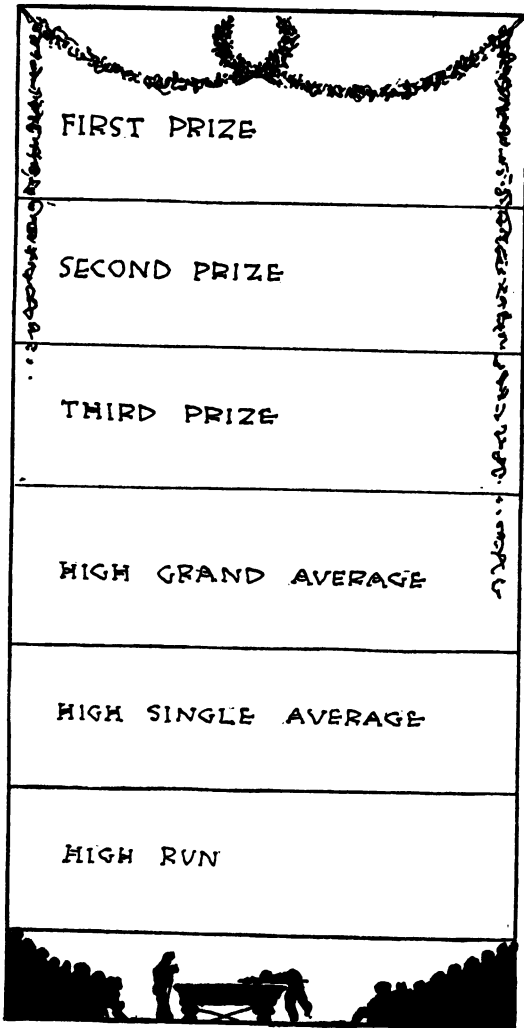 FIRST PRIZE
SECOND PRIZE
THIRD PRIZE
HIGH GRAND AVERAGE
HIGH SINGLE AVERAGE
HIGH RUN